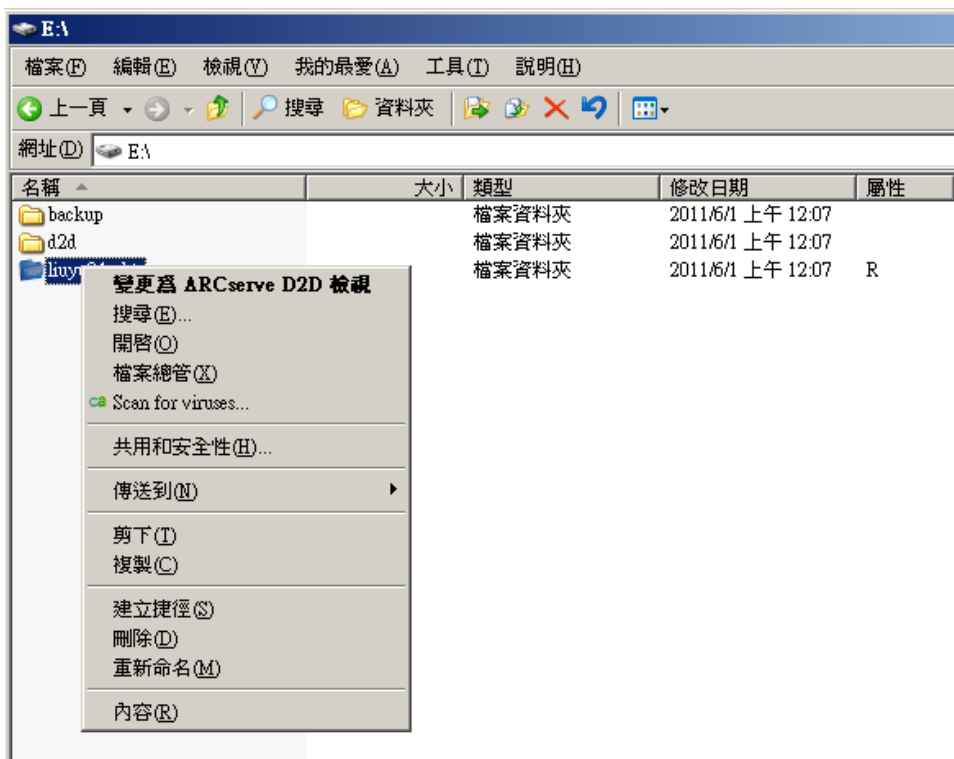 E:\
檔案(F) 編輯(E) 檢視(V) 我的最愛(A) 工具(T) 說明(H)
上一頁 搜尋 資料夾
網址(D) E:\
名稱 大小 類型 修改日期 屬性
backup 檔案資料夾 2011/6/1 上午 12:07
d2d 檔案資料夾 2011/6/1 上午 12:07
檔案資料夾 2011/6/1 上午 12:07 R
變更為 ARCserve D2D 檢視
搜尋(E)...
開啓(O)
檔案總管(X)
ca Scan for viruses...
共用和安全性(H)...
傳送到(N)
剪下(T)
複製(C)
建立捷徑(S)
刪除(D)
重新命名(M)
內容(R)